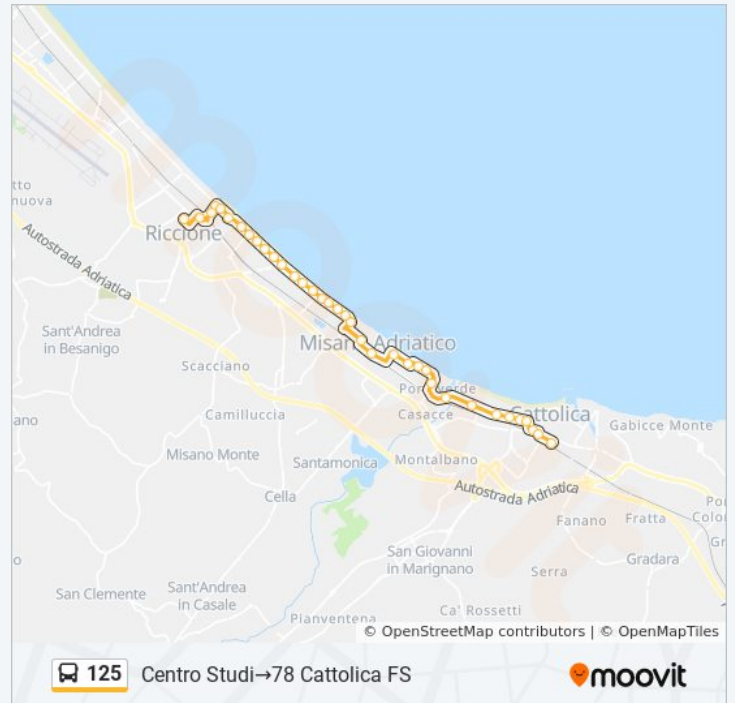 tto
nuova
Riccione
Autostrada Adriatica
Sant'Andrea
in Besanigo
Misano Adriatico
Scacciano
ano
Camilluccia
Casacce
Cattolica
Gabicce Monte
Misano Monte
Santamonica
Montalbano
Cella
Autostrada Adriatica
Fanano
Fratta
Gradara
San Giovanni
in Marignano
Serra
San Clemente
Sant'Andrea
in Casale
Pianventena
Ca' Rossetti
© OpenStreetMap contributors | © OpenMapTiles
125 Centro Studi→78 Cattolica FS
moovit